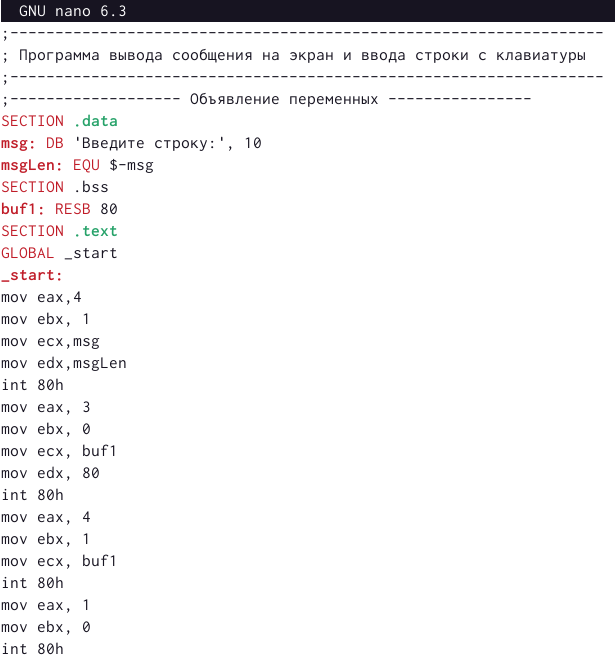 GNU nano 6.3
;------------------------------------------------------------------
; Программа вывода сообщения на экран и ввода строки с клавиатуры
;------------------------------------------------------------------
;------------------- Объявление переменных ----------------
SECTION .data
msg: DB 'Введите строку:', 10
msgLen: EQU $-msg
SECTION .bss
buf1: RESB 80
SECTION .text
GLOBAL _start
_start:
mov eax,4
mov ebx, 1
mov ecx,msg
mov edx,msgLen
int 80h
mov eax, 3
mov ebx, 0
mov ecx, buf1
mov edx, 80
int 80h
mov eax, 4
mov ebx, 1
mov ecx, buf1
int 80h
mov eax, 1
mov ebx, 0
int 80h